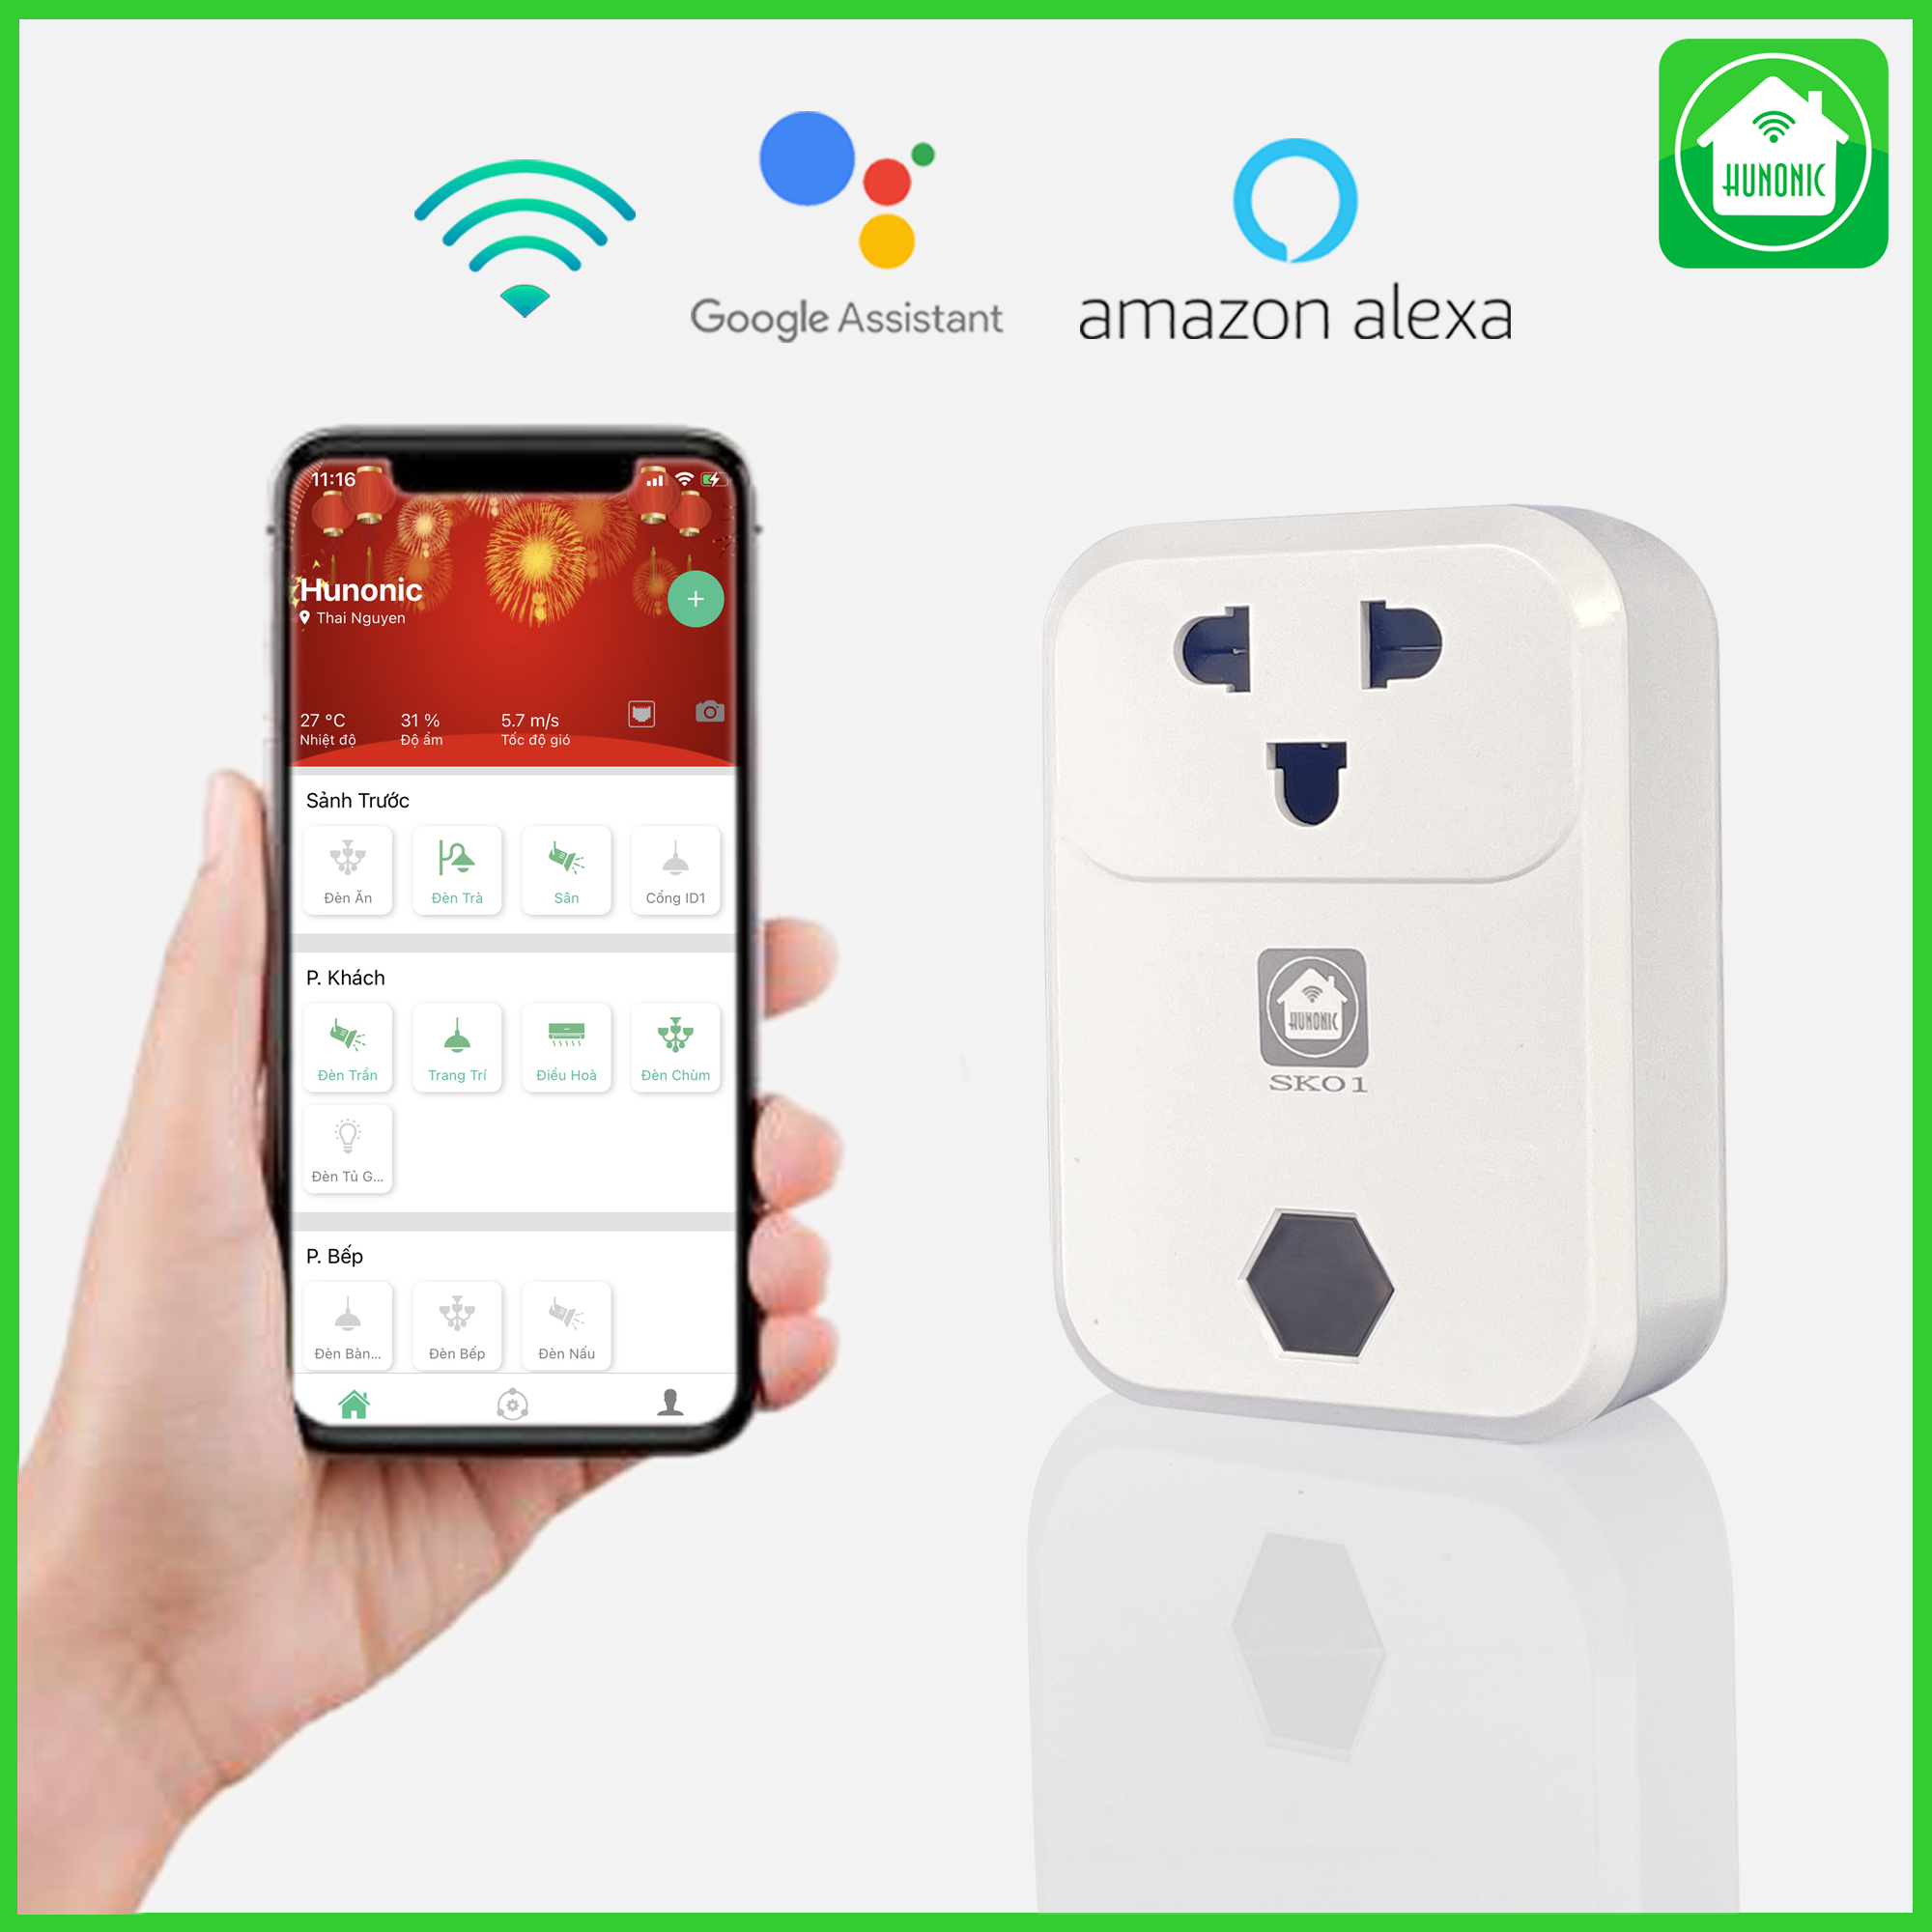 HUNONIC
Google Assistant
amazon alexa
11:16
Hunonic
Thai Nguyen
27 °C
31 %
5.7 m/s
Nhiệt độ
Độ ẩm
Tốc độ gió
Sảnh Trước
Đèn Ăn
Đèn Trà
Sân
Cổng ID1
P. Khách
Đèn Trần
Trang Trí
Điều Hoà
Đèn Chùm
Đèn Tủ G...
P. Bếp
Đèn Bàn...
Đèn Bếp
Đèn Nấu
HUNONIC
SK01